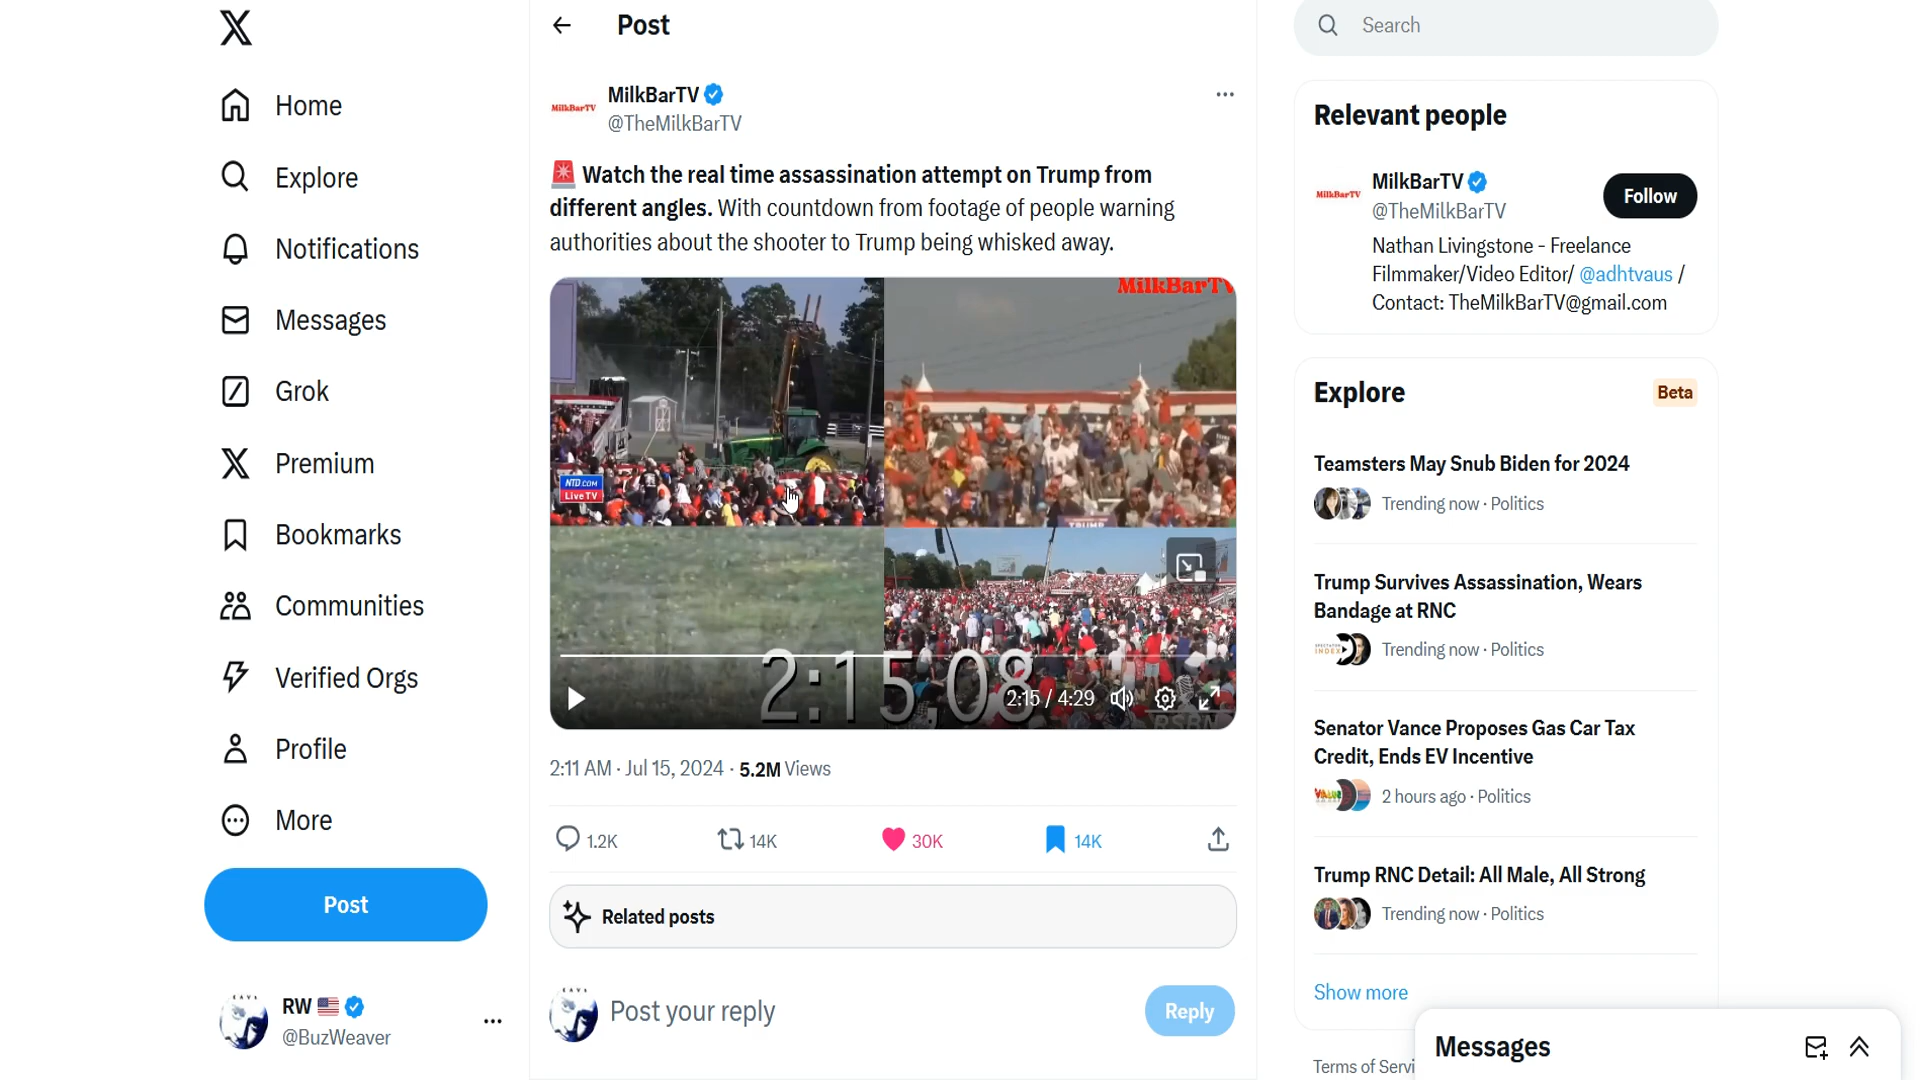 Home
Explore
Notifications
Messages
Grok
Premium
Bookmarks
Communities
Verified Orgs
Profile
More
Post
RW
@BuzWeaver
Post
MilkBarTV
MilkBarTV
@TheMilkBarTV
Watch the real time assassination attempt on Trump from
different angles. With countdown from footage of people warning
authorities about the shooter to Trump being whisked away.
MilkBarTV
NTD.COM
Live TV
TRUMP
2:15,08
2:15 / 4:29
RSBN
2:11 AM · Jul 15, 2024 · 5.2M Views
1.2K
14K
30K
14K
Related posts
Post your reply
Reply
Search
Relevant people
MilkBarTV
MilkBarTV
Follow
@TheMilkBarTV
Nathan Livingstone - Freelance
Filmmaker/Video Editor/ @adhtvaus /
Contact: TheMilkBarTV@gmail.com
Explore
Beta
Teamsters May Snub Biden for 2024
Trending now · Politics
Trump Survives Assassination, Wears
Bandage at RNC
INDEX
Trending now · Politics
Senator Vance Proposes Gas Car Tax
Credit, Ends EV Incentive
2 hours ago · Politics
Trump RNC Detail: All Male, All Strong
Trending now · Politics
Show more
Terms of Servi
Messages